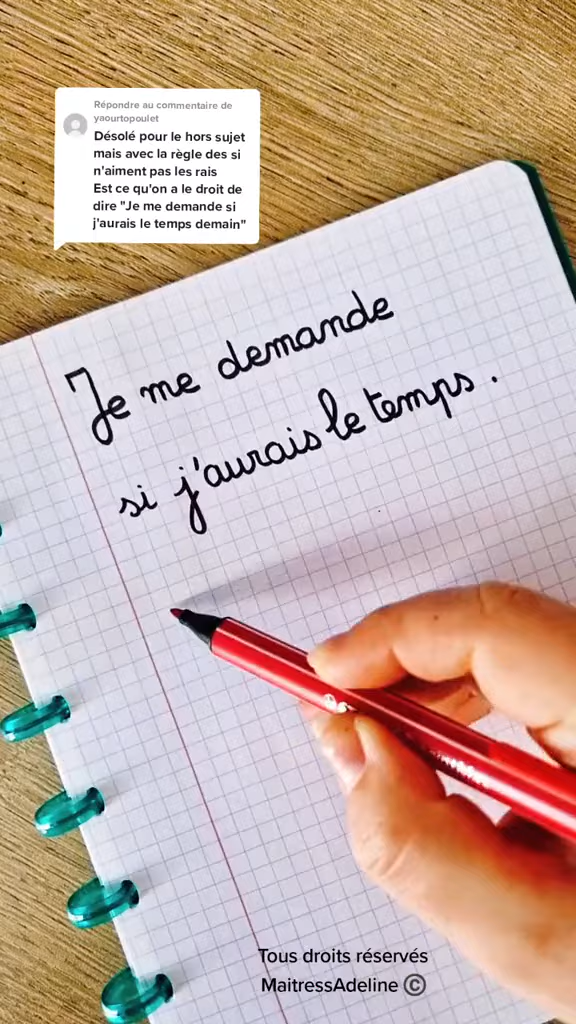 Répondre au commentaire de
yaourtopoulet
Désolé pour le hors sujet
mais avec la règle des si
n'aiment pas les rais
Est ce qu'on a le droit de
dire "Je me demande si
j'aurais le temps demain"
Je me demande
si j'aurais le temps.
Tous droits réservés
MaitressAdeline ©